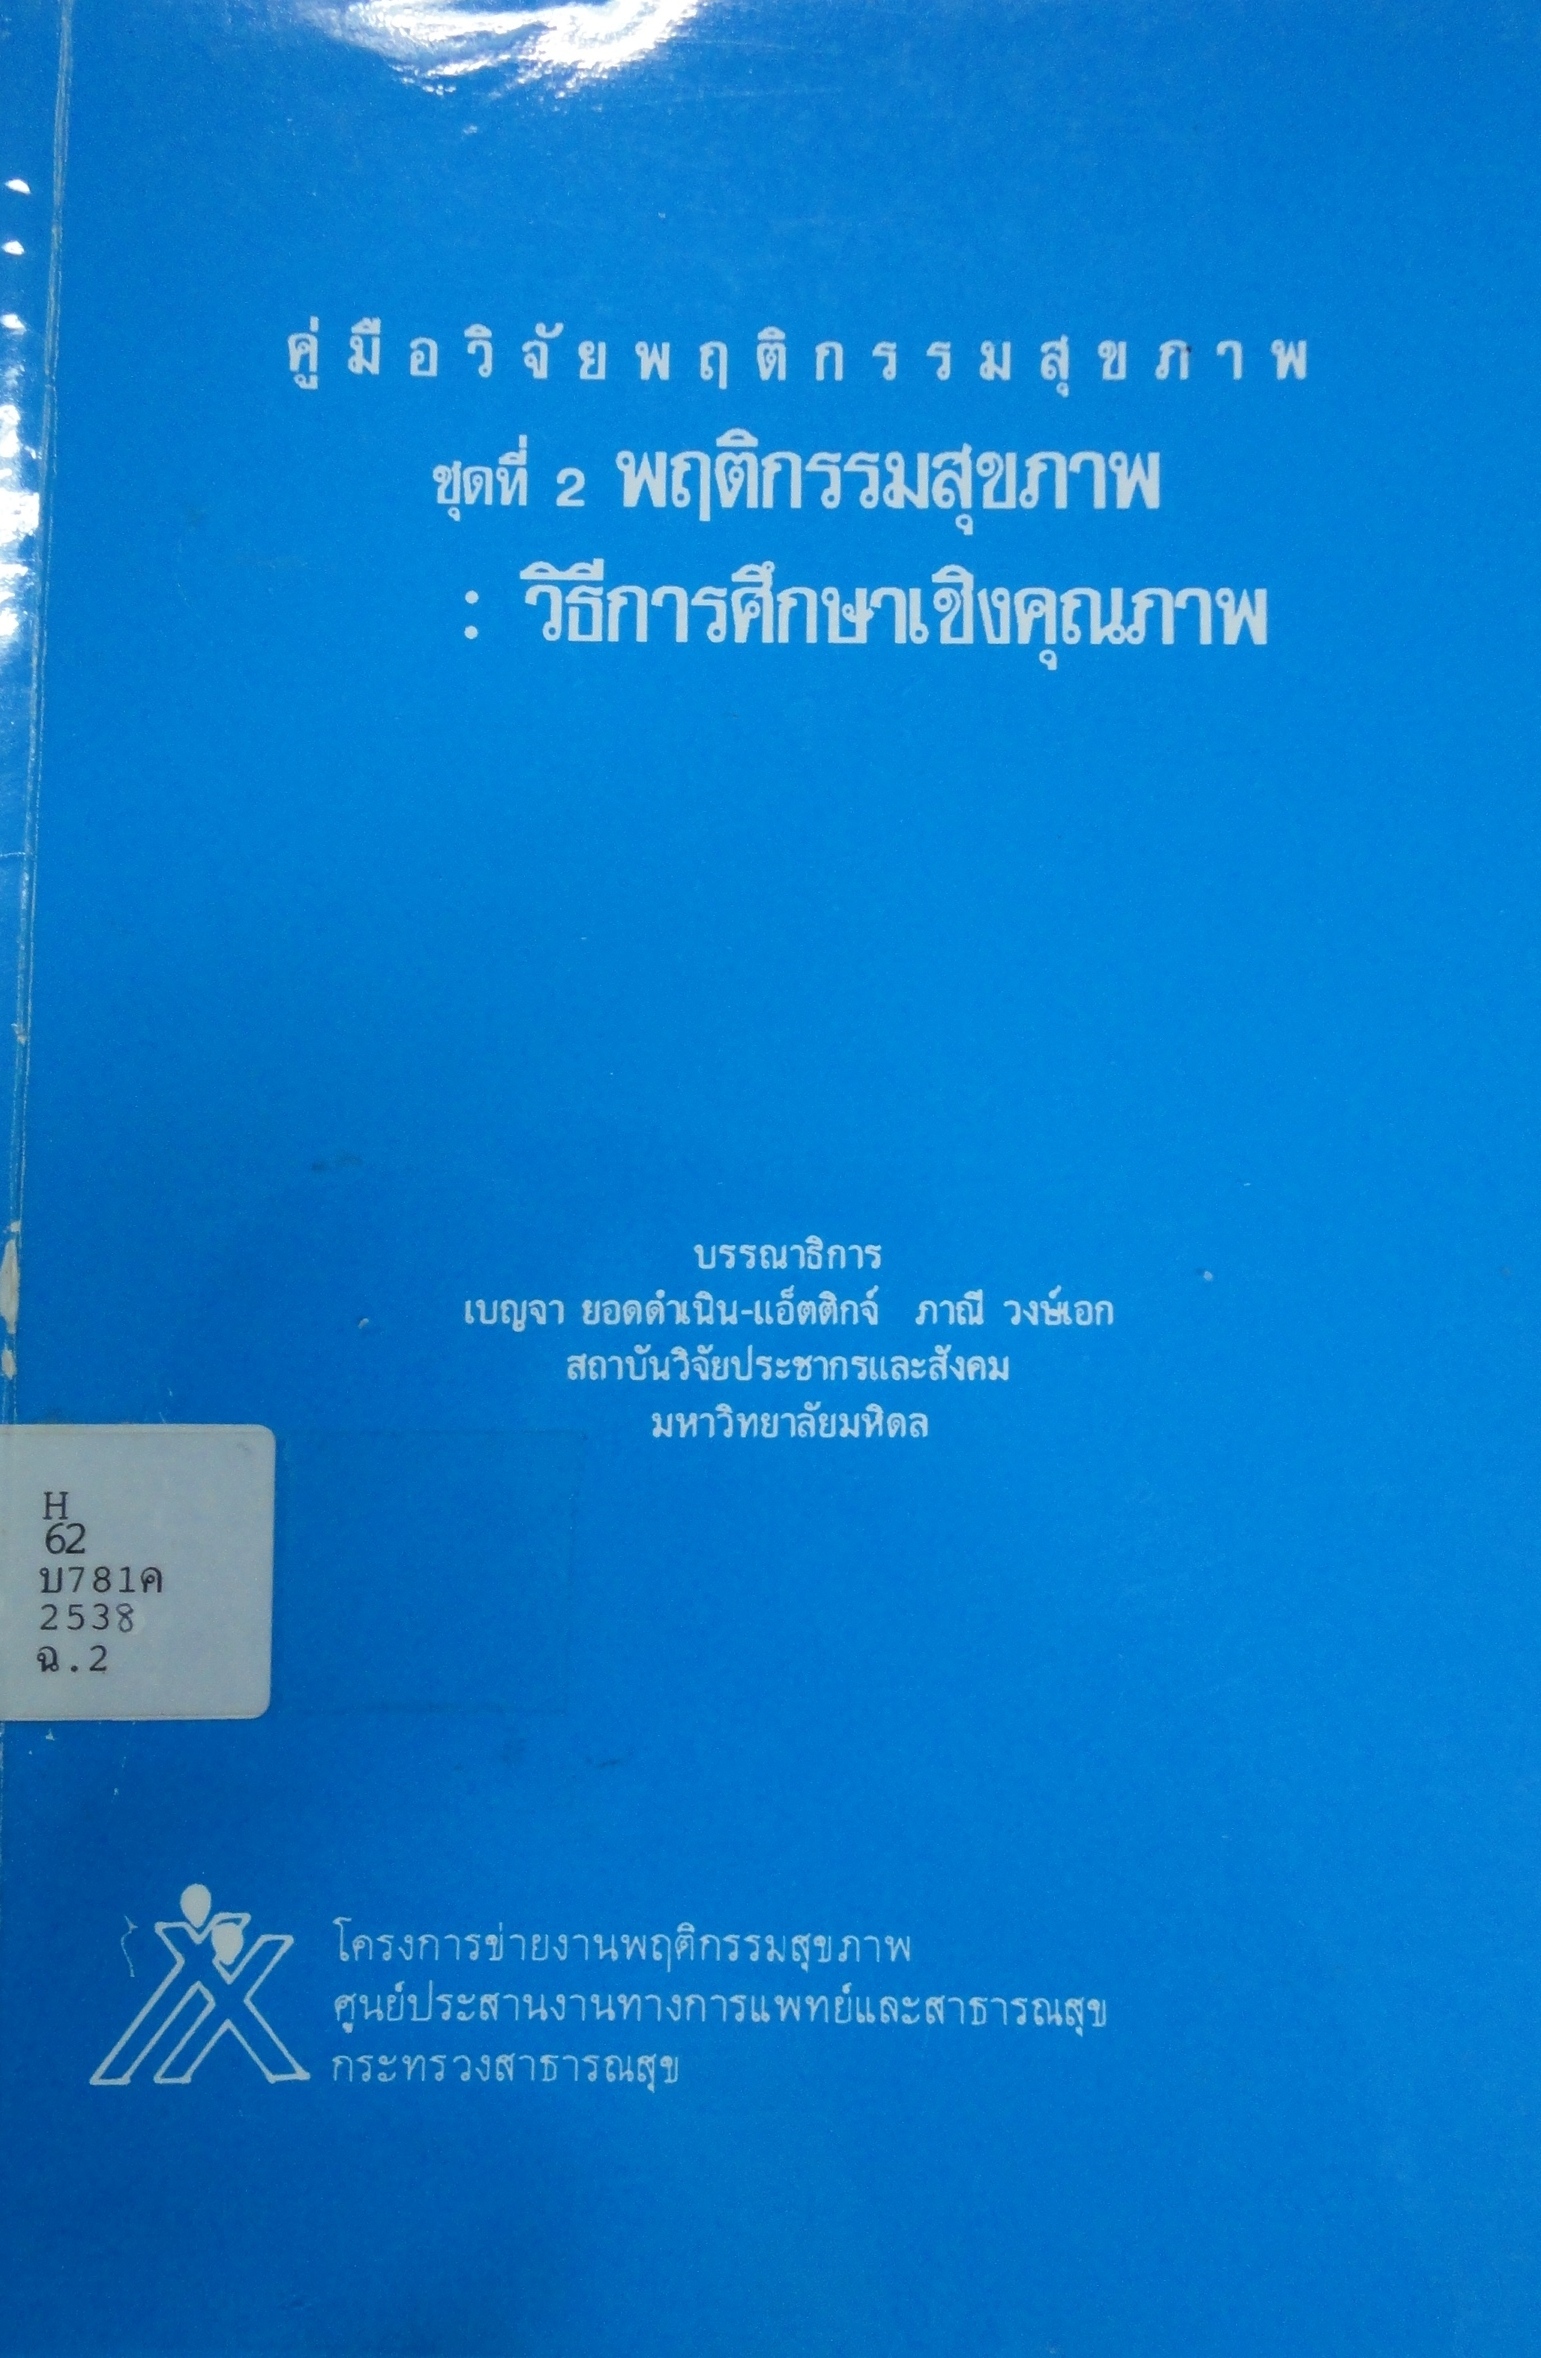 คู่มือวิจัยพฤติกรรมสุขภาพ
ชุดที่ 2 พฤติกรรมสุขภาพ
: วิธีการศึกษาเชิงคุณภาพ
บรรณาธิการ
เบญจา ยอดดำเนิน-แอ็ตติกจ์ ภาณี วงษ์เอก
สถาบันวิจัยประชากรและสังคม
มหาวิทยาลัยมหิดล
H
62
บ781ค
2538
ฉ.2
โครงการข่ายงานพฤติกรรมสุขภาพ
ศูนย์ประสานงานทางการแพทย์และสาธารณสุข
กระทรวงสาธารณสุข